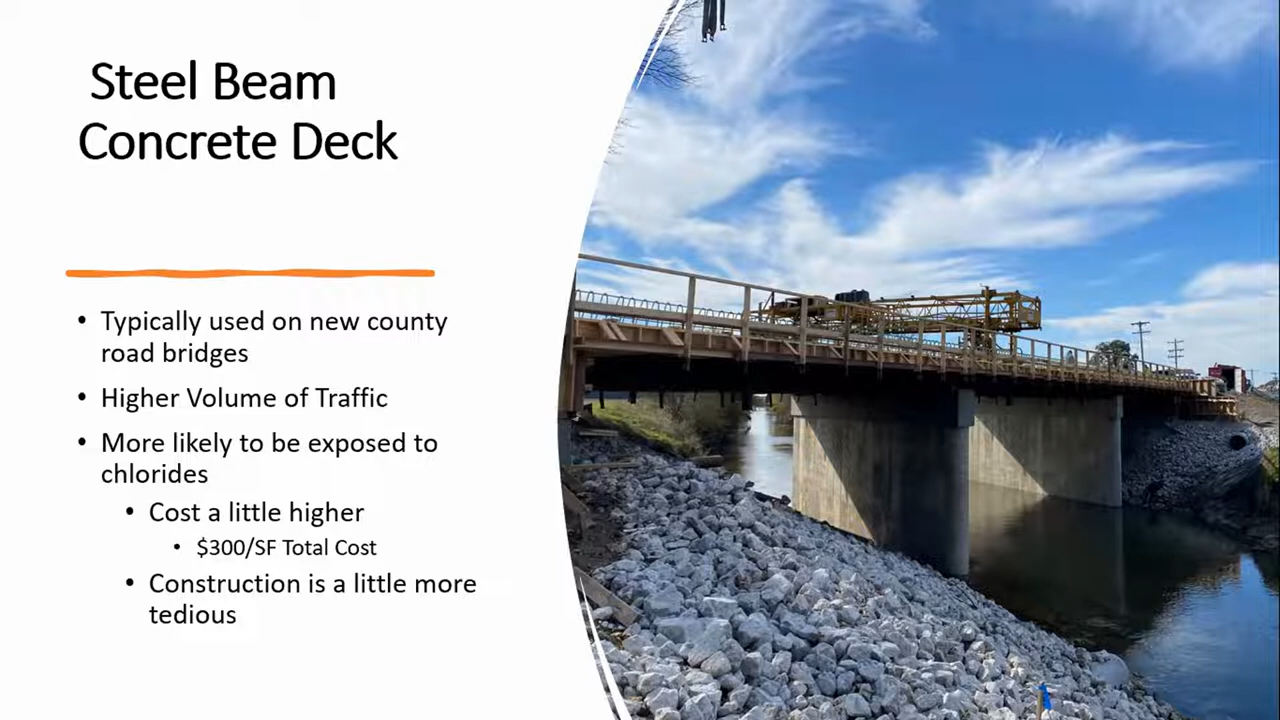 Steel Beam
Concrete Deck
• Typically used on new county
road bridges
• Higher Volume of Traffic
• More likely to be exposed to
chlorides
• Cost a little higher
• $300/SF Total Cost
• Construction is a little more
tedious